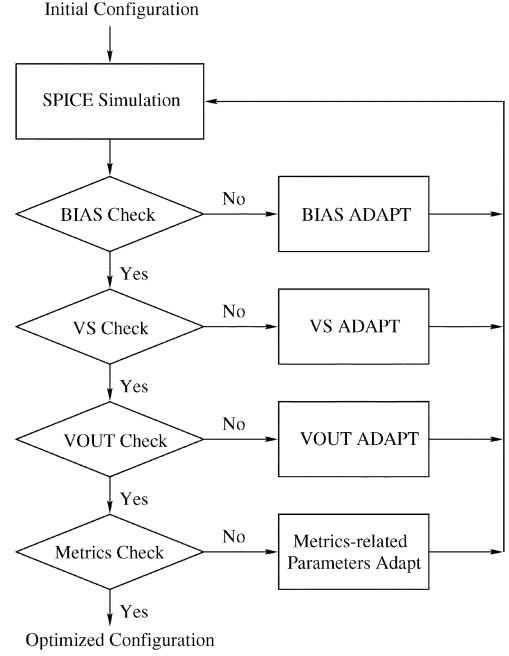 Initial Configuration
SPICE Simulation
BIAS Check
No
BIAS ADAPT
Yes
VS Check
No
VS ADAPT
Yes
VOUT Check
No
VOUT ADAPT
Yes
Metrics Check
No
Metrics-related
Parameters Adapt
Yes
Optimized Configuration